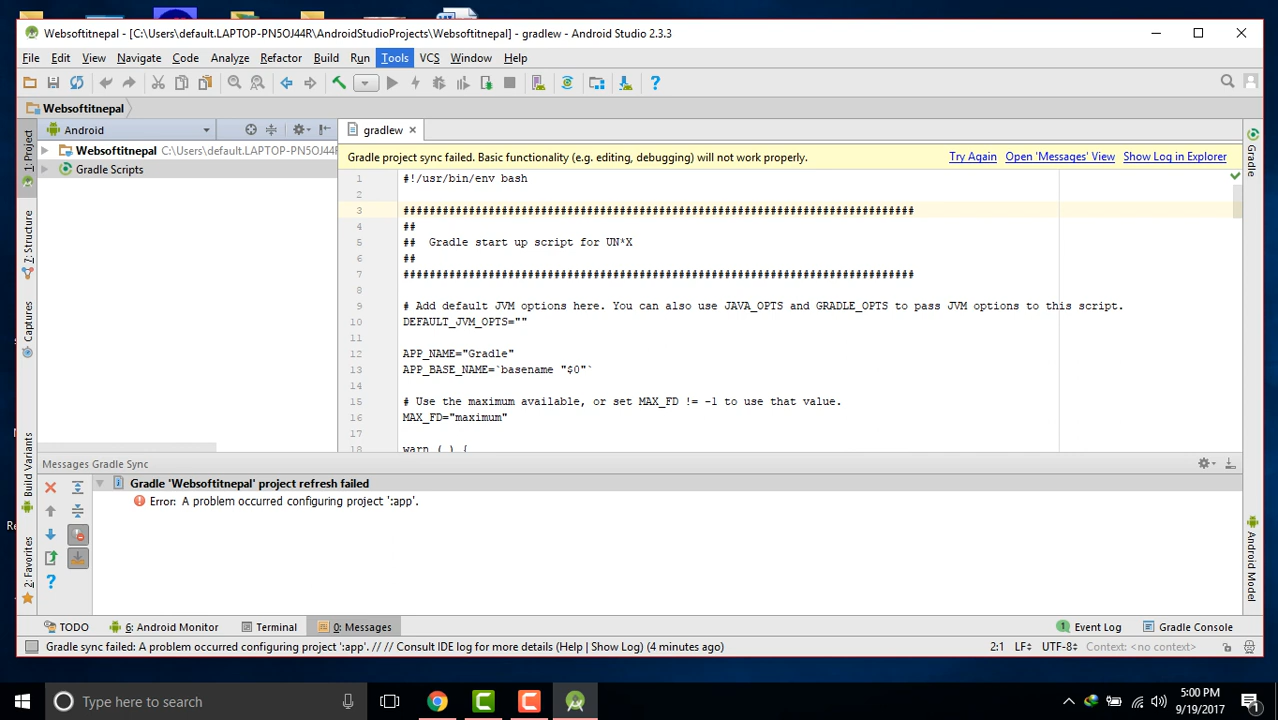 Websoftitnepal - [C:\Users\default.LAPTOP-PN5OJ44R\AndroidStudioProjects\Websoftitnepal] - gradlew - Android Studio 2.3.3
File Edit View Navigate Code Analyze Refactor Build Run Tools VCS Window Help
Websoftitnepal
1: Project
7: Structure
Captures
Build Variants
2: Favorites
Android
Websoftitnepal C:\Users\default.LAPTOP-PN5OJ44R
Gradle Scripts
gradlew
Gradle project sync failed. Basic functionality (e.g. editing, debugging) will not work properly. Try Again Open 'Messages' View Show Log in Explorer
1 #!/usr/bin/env bash
2
3 ##############################################################################
4 ##
5 ## Gradle start up script for UN*X
6 ##
7 ##############################################################################
8
9 # Add default JVM options here. You can also use JAVA_OPTS and GRADLE_OPTS to pass JVM options to this script.
10 DEFAULT_JVM_OPTS=""
11
12 APP_NAME="Gradle"
13 APP_BASE_NAME=`basename "$0"`
14
15 # Use the maximum available, or set MAX_FD != -1 to use that value.
16 MAX_FD="maximum"
17
18 warn ( ) {
Gradle
Android Model
Messages Gradle Sync
Gradle 'Websoftitnepal' project refresh failed
Error: A problem occurred configuring project ':app'.
TODO 6: Android Monitor Terminal 0: Messages 1 Event Log Gradle Console
Gradle sync failed: A problem occurred configuring project ':app'. // // Consult IDE log for more details (Help | Show Log) (4 minutes ago) 2:1 LF÷ UTF-8÷ Context: <no context>
Type here to search
5:00 PM
9/19/2017
1